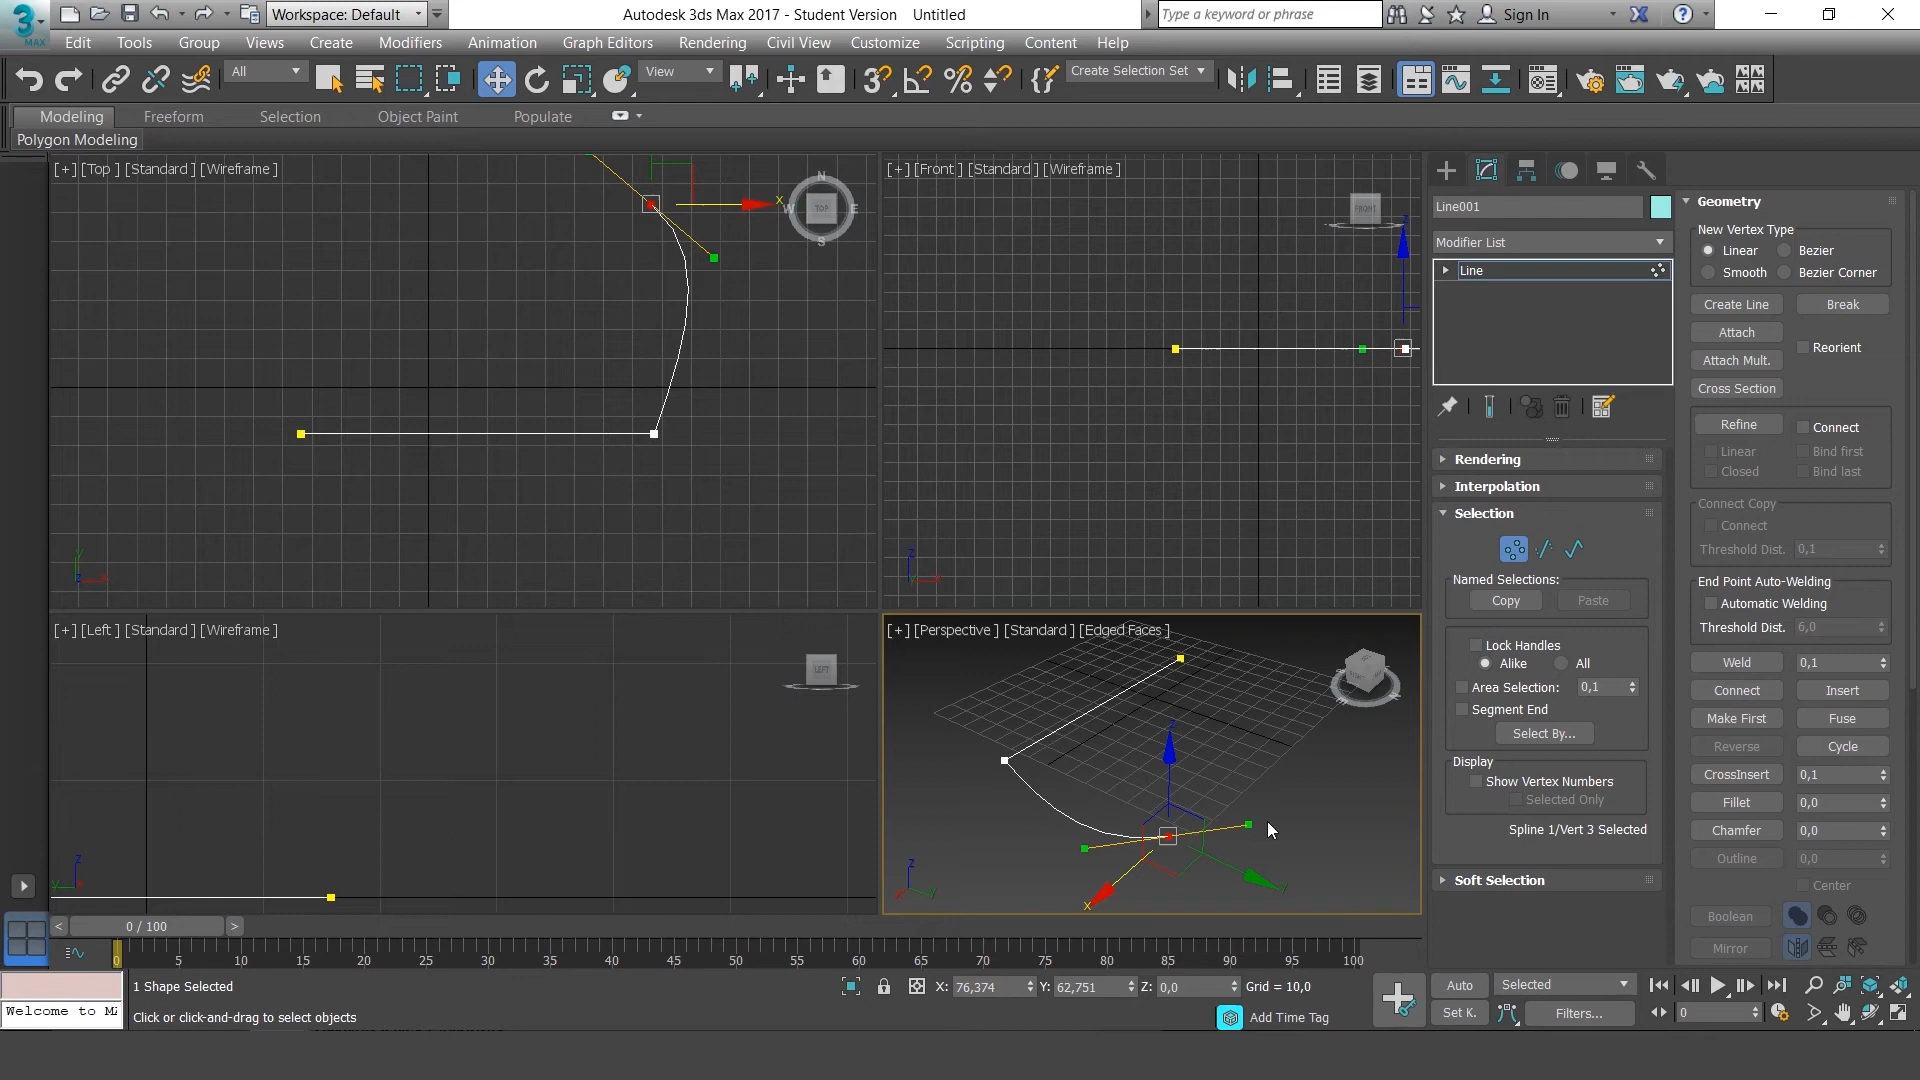 Workspace: Default
Autodesk 3ds Max 2017 - Student Version    Untitled
Type a keyword or phrase
Sign In
3
MAX
Edit Tools Group Views Create Modifiers Animation Graph Editors Rendering Civil View Customize Scripting Content Help
All
View
Create Selection Set
Modeling Freeform Selection Object Paint Populate
Polygon Modeling
[+] [Top ] [Standard ] [Wireframe ]
N
W TOP E
S
x
y
z
[+] [Front ] [Standard ] [Wireframe ]
FRONT
z
z
[+] [Left ] [Standard ] [Wireframe ]
LEFT
z
y
[+] [Perspective ] [Standard ] [Edged Faces ]
z
y
x
z
Line001
Modifier List
Line
Rendering
Interpolation
Selection
Named Selections:
Copy Paste
Lock Handles
Alike All
Area Selection: 0,1
Segment End
Select By...
Display
Show Vertex Numbers
Selected Only
Spline 1/Vert 3 Selected
Soft Selection
Geometry
New Vertex Type
Linear Bezier
Smooth Bezier Corner
Create Line Break
Attach
Reorient
Attach Mult.
Cross Section
Refine Connect
Linear Bind first
Closed Bind last
Connect Copy
Connect
Threshold Dist. 0,1
End Point Auto-Welding
Automatic Welding
Threshold Dist. 6,0
Weld 0,1
Connect Insert
Make First Fuse
Reverse Cycle
CrossInsert 0,1
Fillet 0,0
Chamfer 0,0
Outline 0,0
Center
Boolean
Mirror
< 0 / 100 >
0 5 10 15 20 25 30 35 40 45 50 55 60 65 70 75 80 85 90 95 100
1 Shape Selected
X: 76,374 Y: 62,751 Z: 0,0 Grid = 10,0
Auto Selected
Welcome to MA
Click or click-and-drag to select objects
Add Time Tag
Set K. Filters... 0